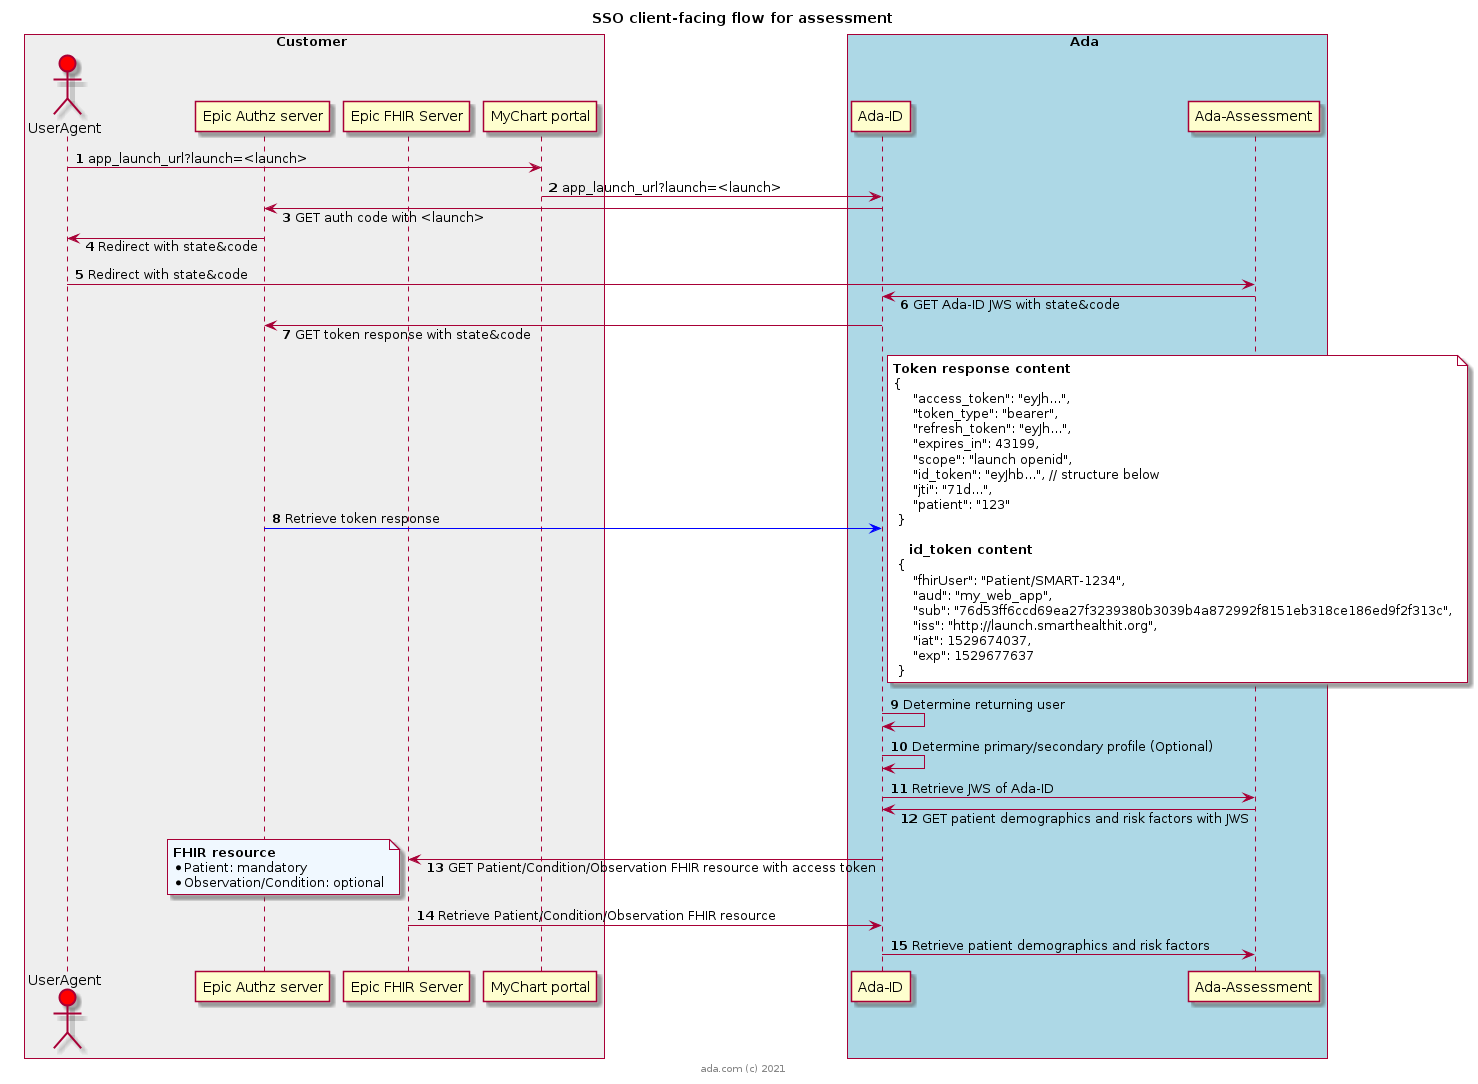 SSO client-facing flow for assessment
Customer
Ada
UserAgent
Epic Authz server
Epic FHIR Server
MyChart portal
Ada-ID
Ada-Assessment
1 app_launch_url?launch=<launch>
2 app_launch_url?launch=<launch>
3 GET auth code with <launch>
4 Redirect with state&code
5 Redirect with state&code
6 GET Ada-ID JWS with state&code
7 GET token response with state&code
Token response content
{
"access_token": "eyJh...",
"token_type": "bearer",
"refresh_token": "eyJh...",
"expires_in": 43199,
"scope": "launch openid",
"id_token": "eyJhb...", // structure below
"jti": "71d...",
"patient": "123"
}
8 Retrieve token response
id_token content
{
"fhirUser": "Patient/SMART-1234",
"aud": "my_web_app",
"sub": "76d53ff6ccd69ea27f3239380b3039b4a872992f8151eb318ce186ed9f2f313c",
"iss": "http://launch.smarthealthit.org",
"iat": 1529674037,
"exp": 1529677637
}
9 Determine returning user
10 Determine primary/secondary profile (Optional)
11 Retrieve JWS of Ada-ID
12 GET patient demographics and risk factors with JWS
FHIR resource
• Patient: mandatory
• Observation/Condition: optional
13 GET Patient/Condition/Observation FHIR resource with access token
14 Retrieve Patient/Condition/Observation FHIR resource
15 Retrieve patient demographics and risk factors
UserAgent
Epic Authz server
Epic FHIR Server
MyChart portal
Ada-ID
Ada-Assessment
ada.com (c) 2021